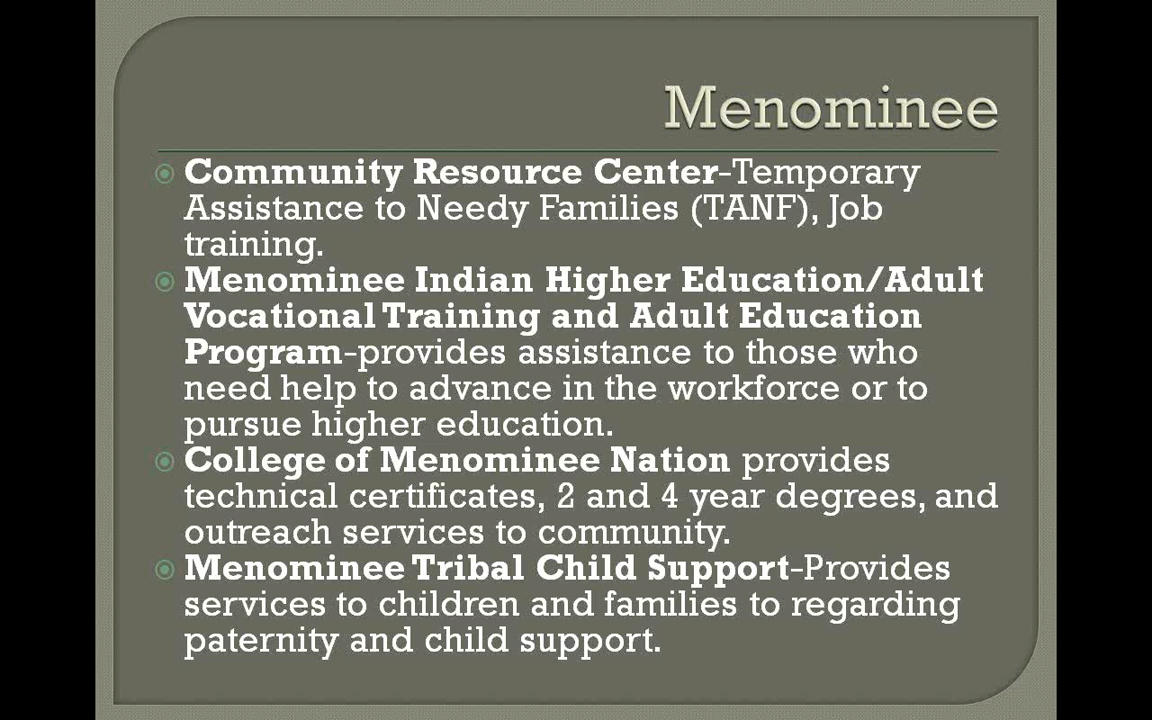 Menominee
Community Resource Center-Temporary
Assistance to Needy Families (TANF), Job
training.
Menominee Indian Higher Education/Adult
Vocational Training and Adult Education
Program-provides assistance to those who
need help to advance in the workforce or to
pursue higher education.
College of Menominee Nation provides
technical certificates, 2 and 4 year degrees, and
outreach services to community.
Menominee Tribal Child Support-Provides
services to children and families to regarding
paternity and child support.